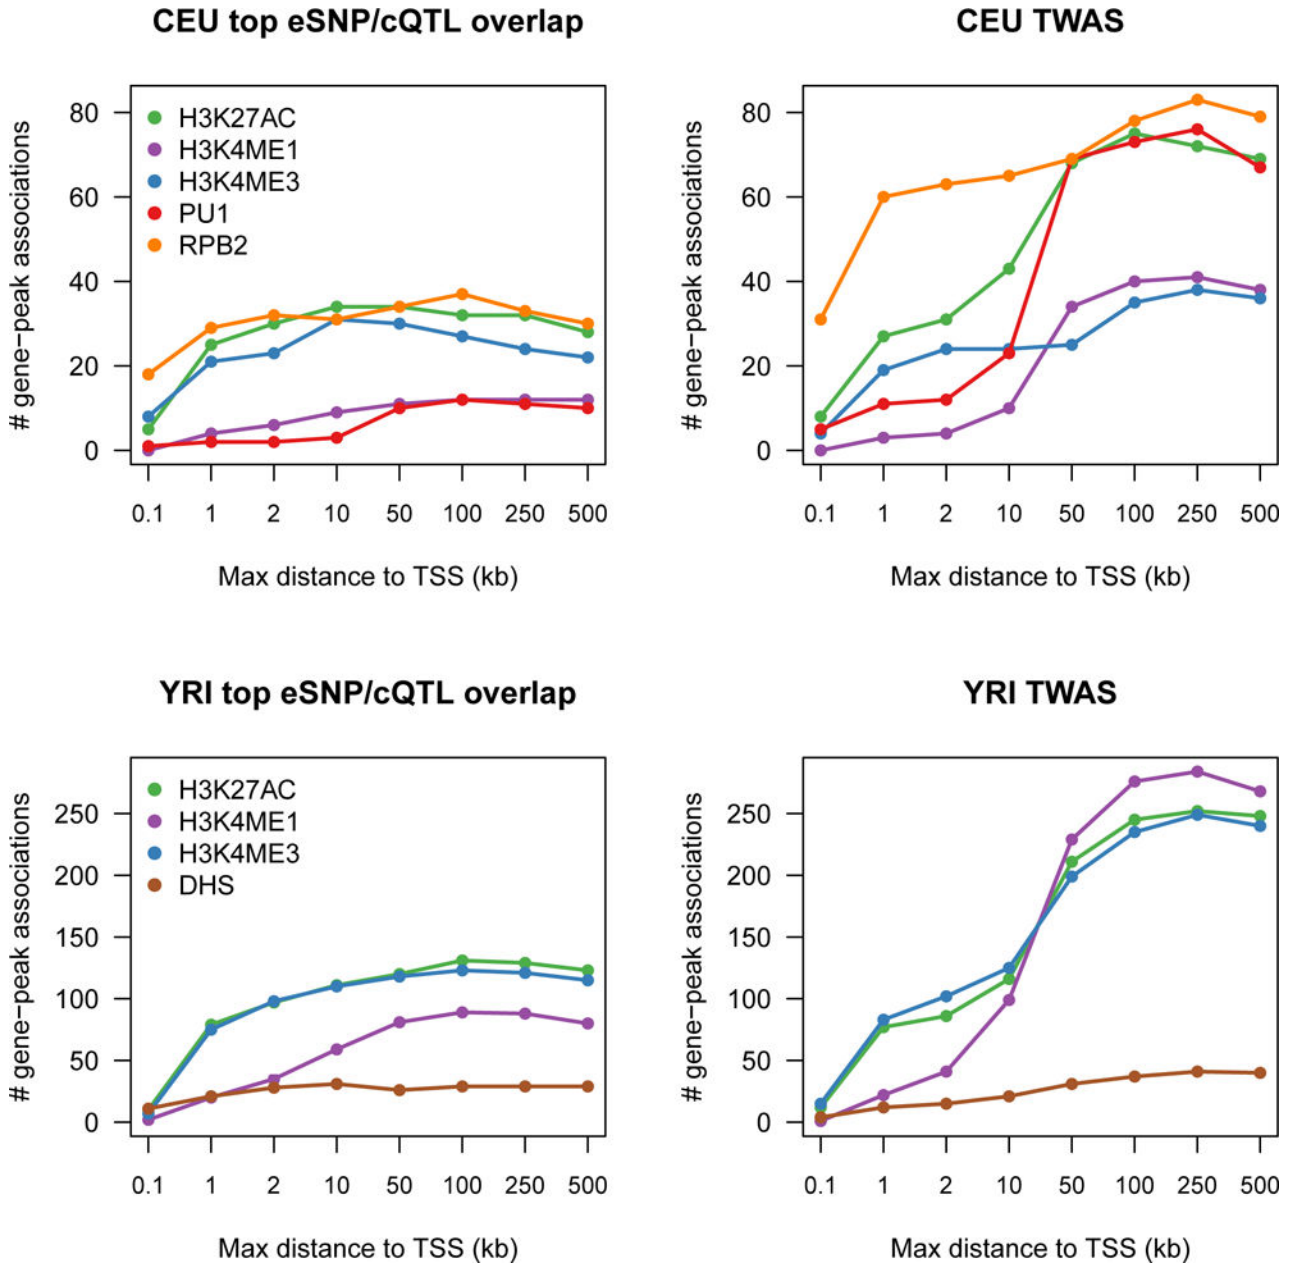 CEU top eSNP/cQTL overlap
# gene−peak associations
80
60
40
20
0
H3K27AC
H3K4ME1
H3K4ME3
PU1
RPB2
0.1 1 2 10 50 100 250 500
Max distance to TSS (kb)
CEU TWAS
# gene−peak associations
80
60
40
20
0
0.1 1 2 10 50 100 250 500
Max distance to TSS (kb)
YRI top eSNP/cQTL overlap
# gene−peak associations
250
200
150
100
50
0
H3K27AC
H3K4ME1
H3K4ME3
DHS
0.1 1 2 10 50 100 250 500
Max distance to TSS (kb)
YRI TWAS
# gene−peak associations
250
200
150
100
50
0
0.1 1 2 10 50 100 250 500
Max distance to TSS (kb)